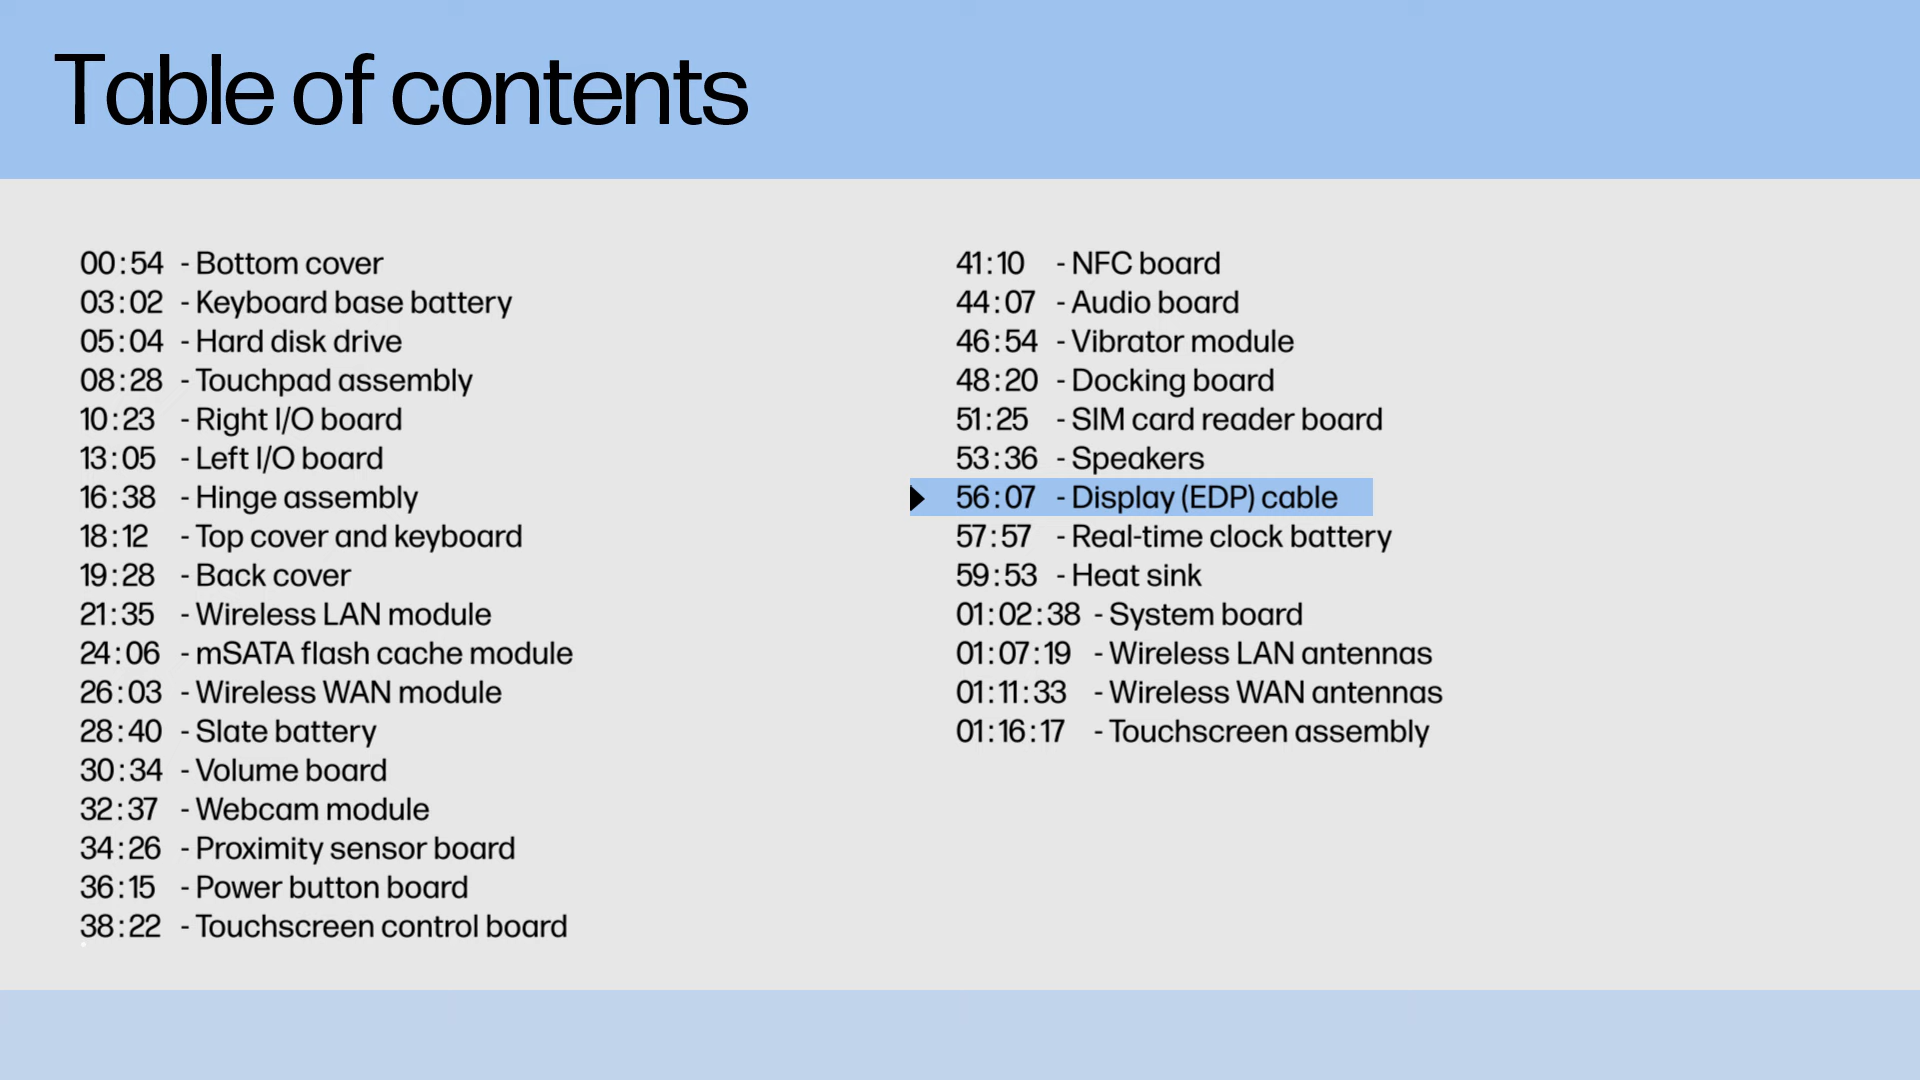 Table of contents
00:54 - Bottom cover
03:02 - Keyboard base battery
05:04 - Hard disk drive
08:28 - Touchpad assembly
10:23 - Right I/O board
13:05 - Left I/O board
16:38 - Hinge assembly
18:12 - Top cover and keyboard
19:28 - Back cover
21:35 - Wireless LAN module
24:06 - mSATA flash cache module
26:03 - Wireless WAN module
28:40 - Slate battery
30:34 - Volume board
32:37 - Webcam module
34:26 - Proximity sensor board
36:15 - Power button board
38:22 - Touchscreen control board
41:10 - NFC board
44:07 - Audio board
46:54 - Vibrator module
48:20 - Docking board
51:25 - SIM card reader board
53:36 - Speakers
56:07 - Display (EDP) cable
57:57 - Real-time clock battery
59:53 - Heat sink
01:02:38 - System board
01:07:19 - Wireless LAN antennas
01:11:33 - Wireless WAN antennas
01:16:17 - Touchscreen assembly